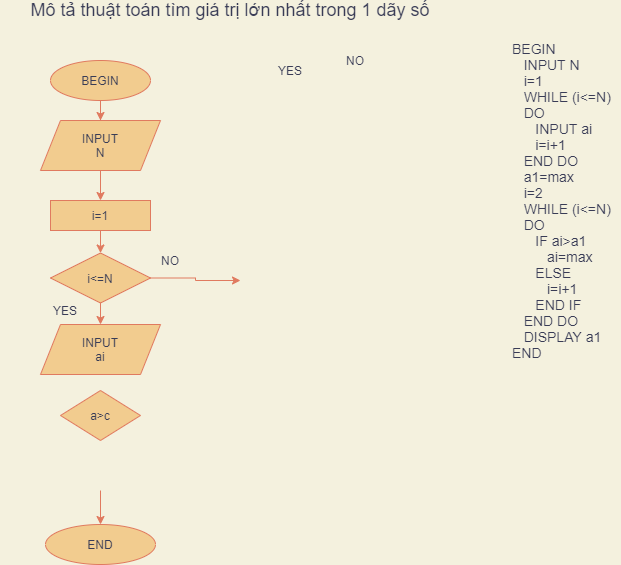 Mô tả thuật toán tìm giá trị lớn nhất trong 1 dãy số
YES
NO
BEGIN
INPUT
N
i=1
i<=N
NO
YES
INPUT
ai
a>c
END
BEGIN
INPUT N
i=1
WHILE (i<=N)
DO
INPUT ai
i=i+1
END DO
a1=max
i=2
WHILE (i<=N)
DO
IF ai>a1
ai=max
ELSE
i=i+1
END IF
END DO
DISPLAY a1
END